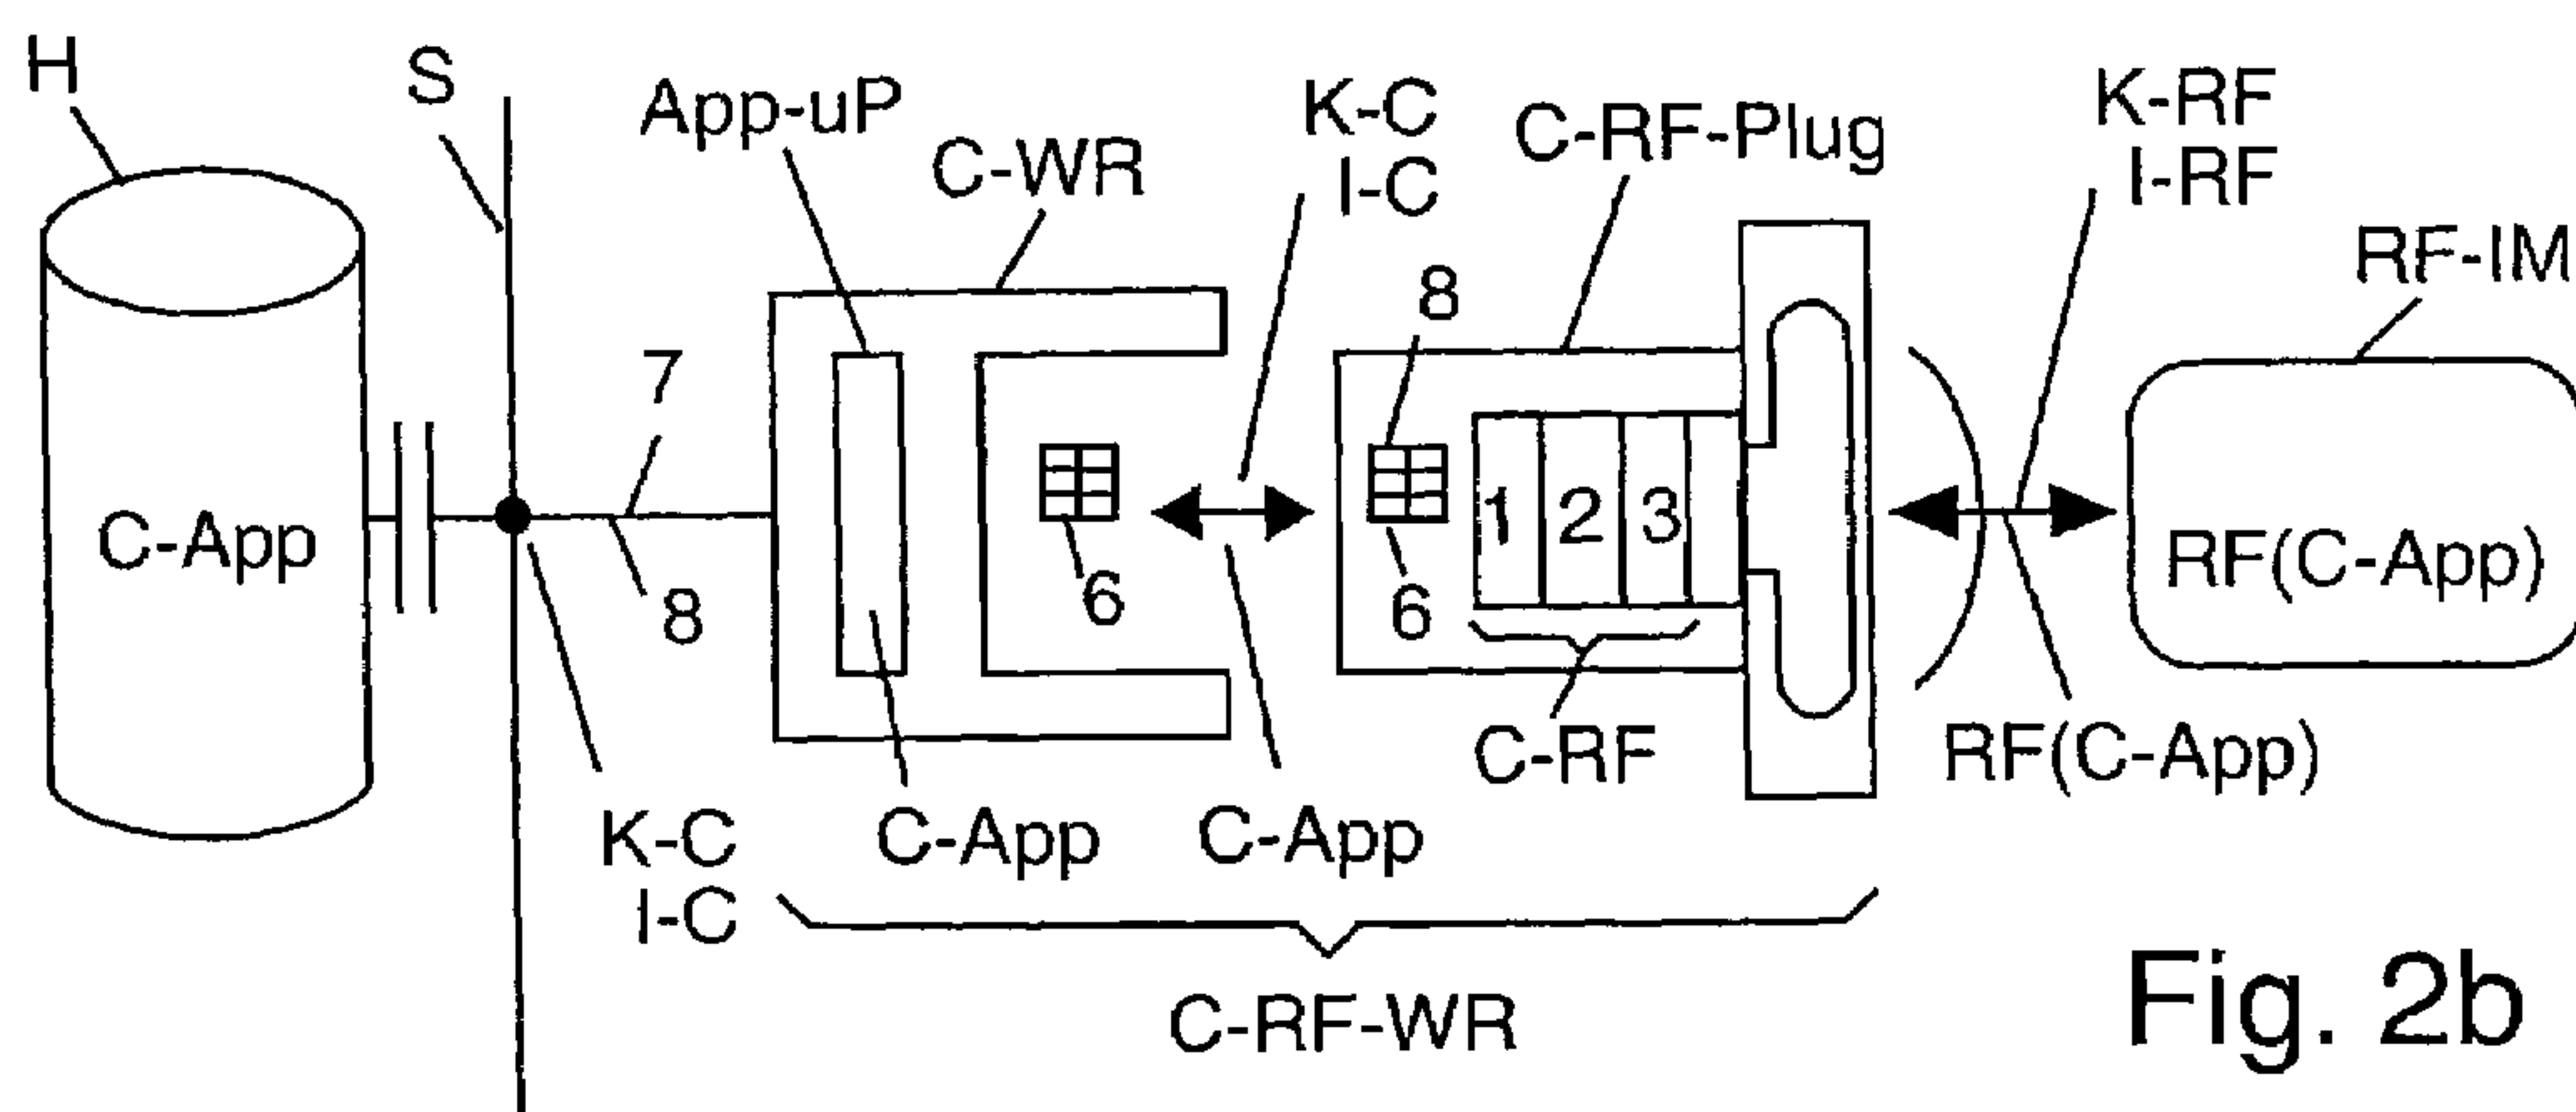 H
S
App-uP
C-WR
K-C
I-C
C-RF-Plug
K-RF
I-RF
RF-IM
8
7
C-App
1
2
3
RF(C-App)
6
6
8
C-RF
RF(C-App)
K-C
I-C
C-App
C-App
C-RF-WR
Fig. 2b